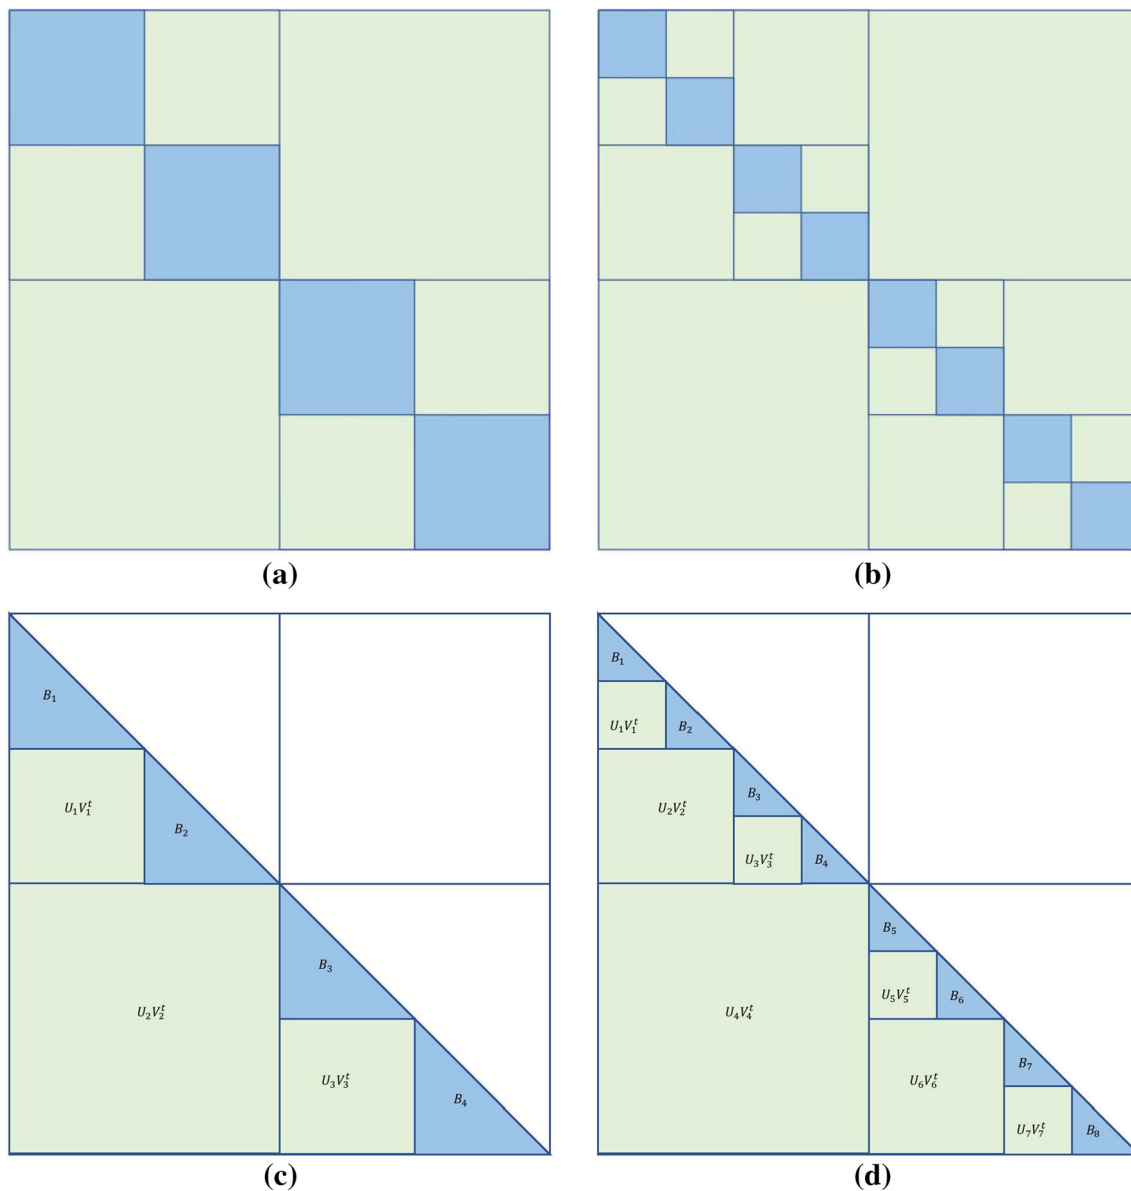 (a)
(b)
B₁
U₁V₁ᵗ
B₂
U₂V₂ᵗ
B₃
U₃V₃ᵗ
B₄
(c)
B₁
U₁V₁ᵗ
B₂
U₂V₂ᵗ
B₃
U₃V₃ᵗ
B₄
U₄V₄ᵗ
B₅
U₅V₅ᵗ
B₆
U₆V₆ᵗ
B₇
U₇V₇ᵗ
B₈
(d)